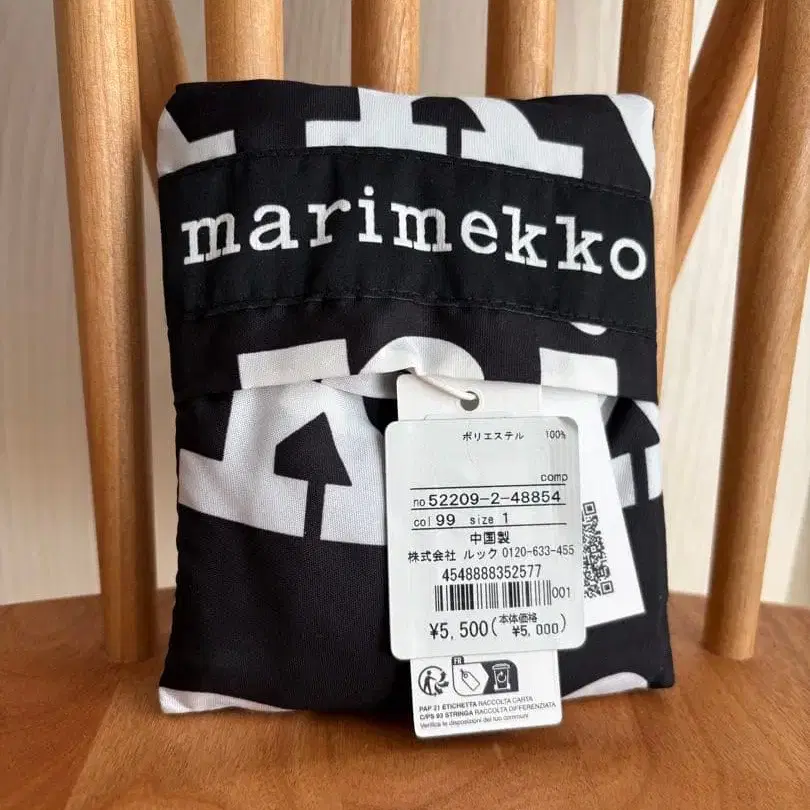 marimekko
ポリエステル 100%
comp
no 52209-2-48854
col 99 size 1
中国製
株式会社 ルック 0120-633-455
4548888352577
001
¥5,500(本体価格 ¥5,000)
FR
PAP 21 ETICHETTA RACCOLTA CARTA
C/PS 93 STRINGA RACCOLTA DIFFERENZIATA
Verifica le disposizioni del tuo comune!